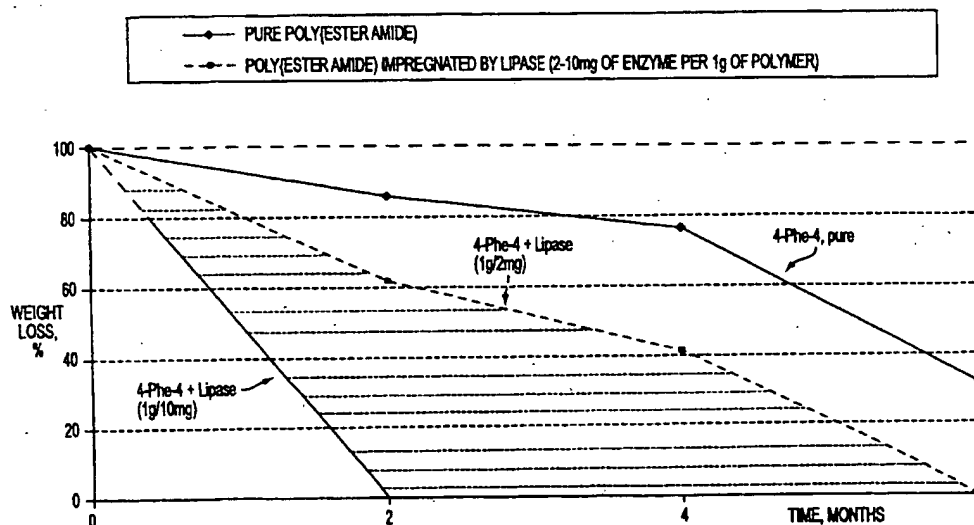 PURE POLY(ESTER AMIDE)
POLY(ESTER AMIDE) IMPREGNATED BY LIPASE (2-10mg OF ENZYME PER 1g OF POLYMER)
100
80
60
40
20
0
WEIGHT
LOSS,
%
4-Phe-4 + Lipase
(1g/2mg)
4-Phe-4, pure
4-Phe-4 + Lipase
(1g/10mg)
0
2
4
TIME, MONTHS